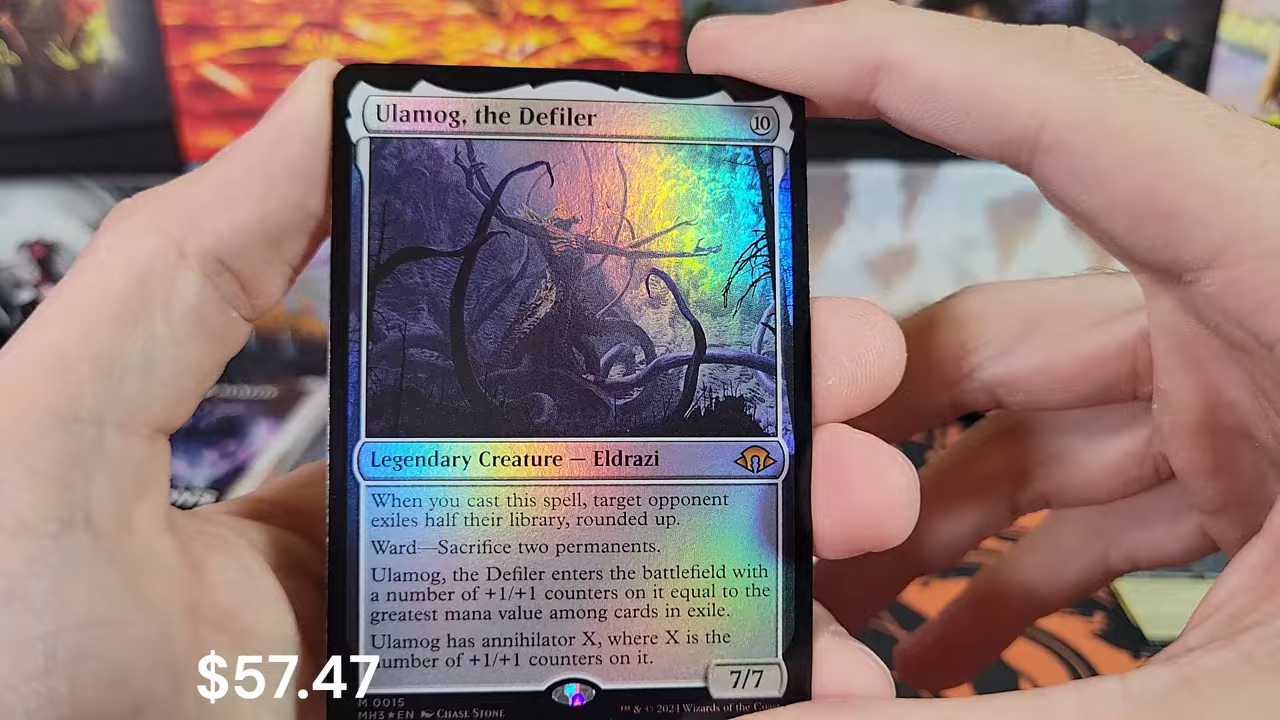 Ulamog, the Defiler 10
Legendary Creature — Eldrazi
When you cast this spell, target opponent
exiles half their library, rounded up.
Ward—Sacrifice two permanents.
Ulamog, the Defiler enters the battlefield with
a number of +1/+1 counters on it equal to the
greatest mana value among cards in exile.
Ulamog has annihilator X, where X is the
number of +1/+1 counters on it.
$57.47
7/7
M 0015
MH3★EN Chase Stone
™ & © 2024 Wizards of the